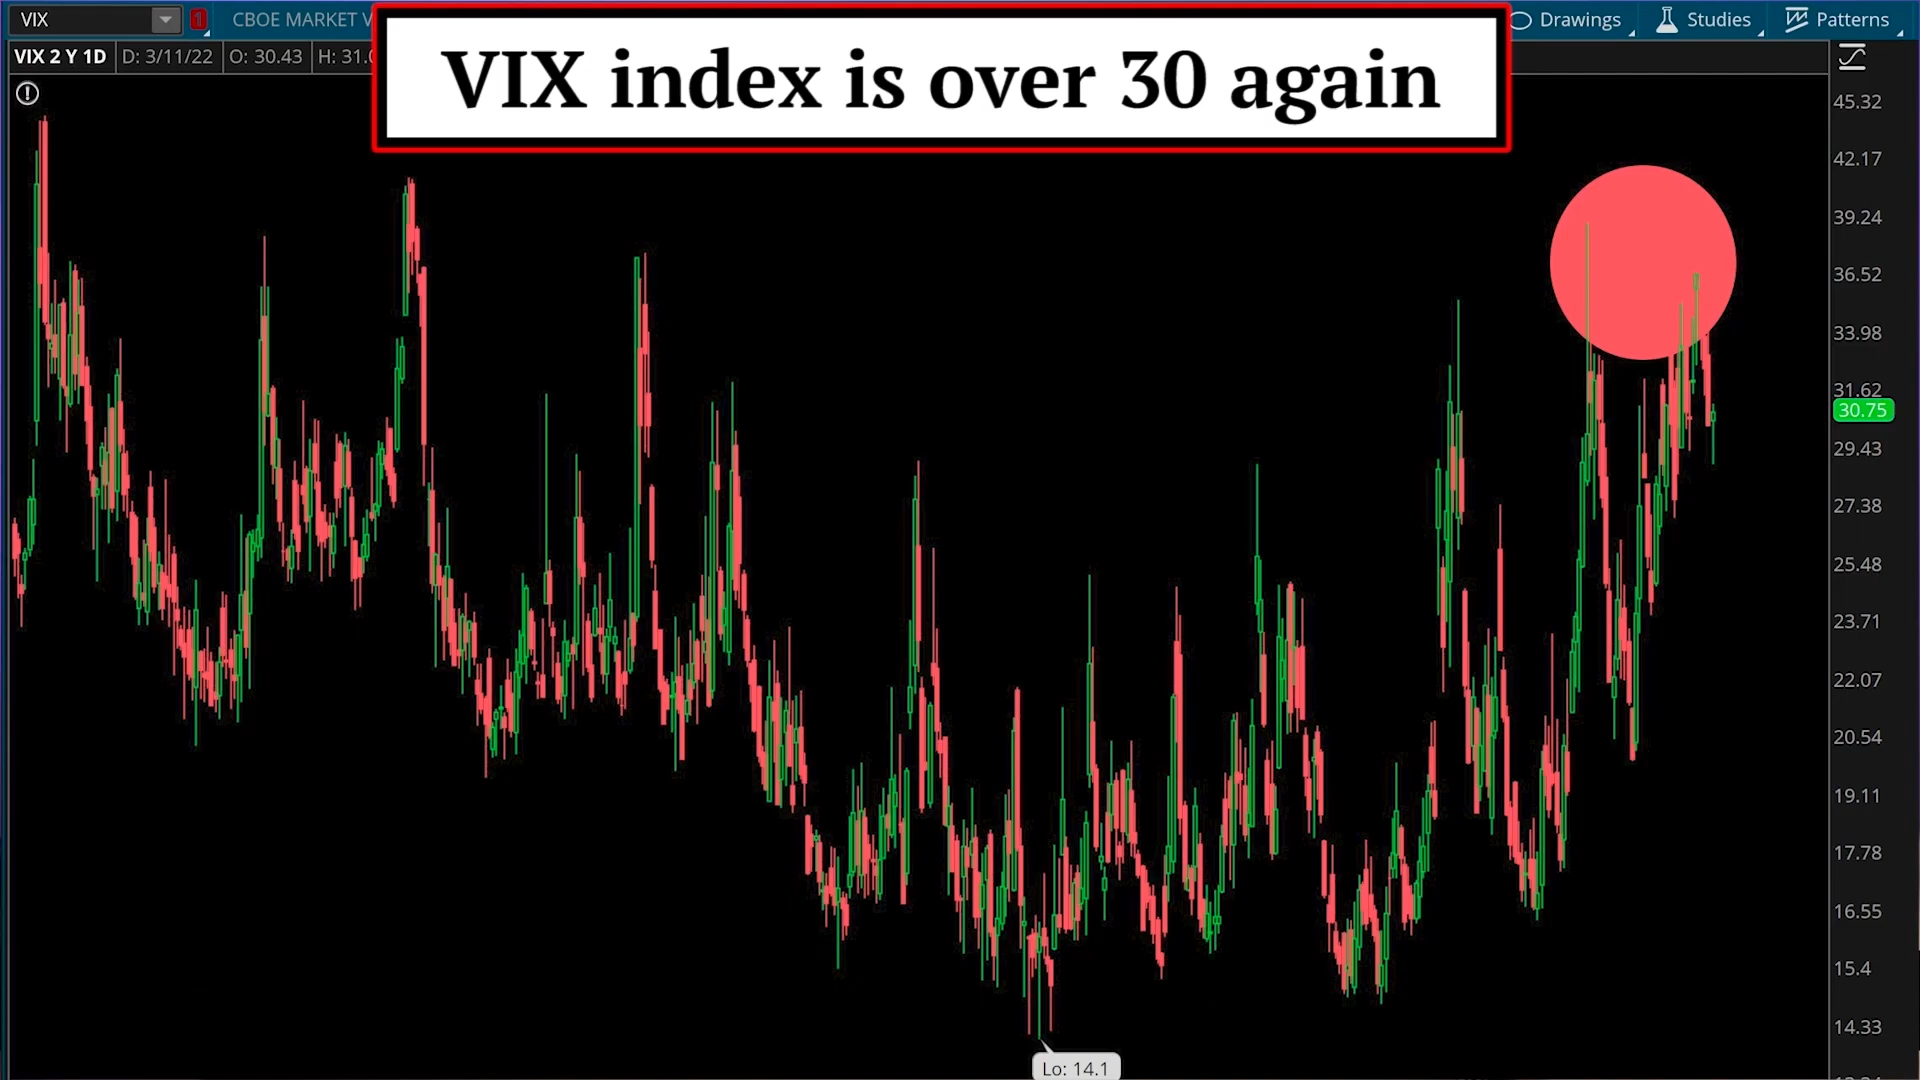 VIX
1
CBOE MARKET V
Drawings
Studies
Patterns
VIX index is over 30 again
VIX 2 Y 1D
D: 3/11/22
O: 30.43
H: 31.0
45.32
42.17
39.24
36.52
33.98
31.62
30.75
29.43
27.38
25.48
23.71
22.07
20.54
19.11
17.78
16.55
15.4
14.33
Lo: 14.1